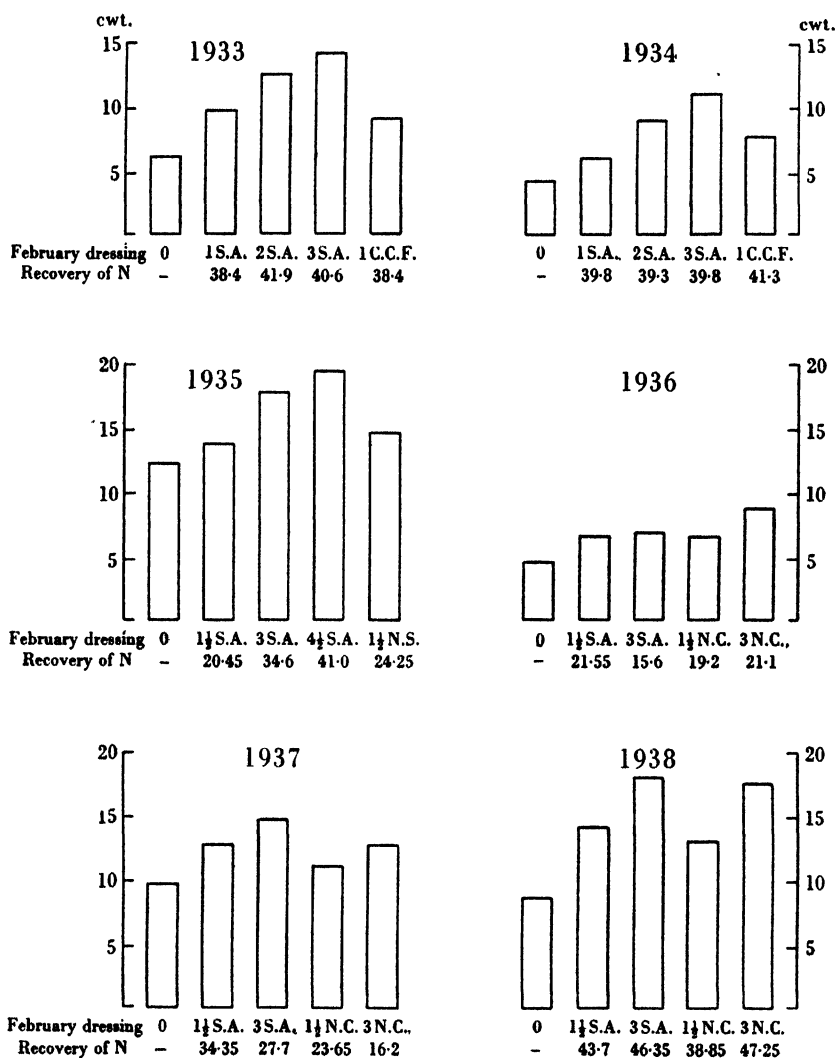 cwt.
15
10
5
1933
February dressing 0 1 S.A. 2 S.A. 3 S.A. 1 C.C.F.
Recovery of N – 38·4 41·9 40·6 38·4
cwt.
15
10
5
1934
0 1 S.A. 2 S.A. 3 S.A. 1 C.C.F.
– 39·8 39·3 39·8 41·3
20
15
10
5
1935
February dressing 0 1½ S.A. 3 S.A. 4½ S.A. 1½ N.S.
Recovery of N – 20·45 34·6 41·0 24·25
20
15
10
5
1936
0 1½ S.A. 3 S.A. 1½ N.C. 3 N.C.,
– 21·55 15·6 19·2 21·1
20
15
10
5
1937
February dressing 0 1½ S.A. 3 S.A. 1½ N.C. 3 N.C.,
Recovery of N – 34·35 27·7 23·65 16·2
20
15
10
5
1938
0 1½ S.A. 3 S.A. 1½ N.C. 3 N.C.
– 43·7 46·35 38·85 47·25